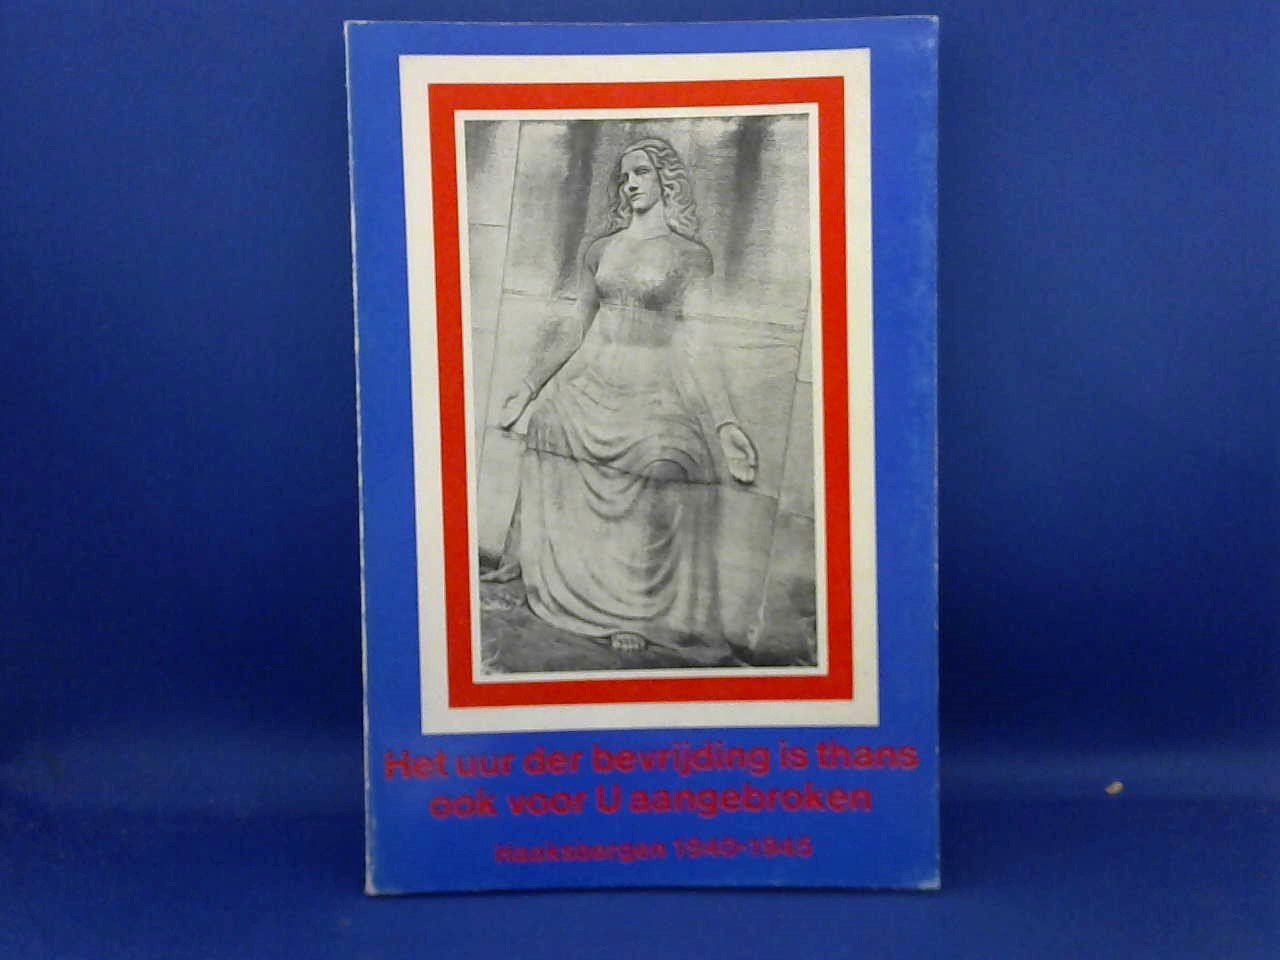 Het uur der bevrijding is thans
ook voor U aangebroken
Haaksbergen 1940-1945